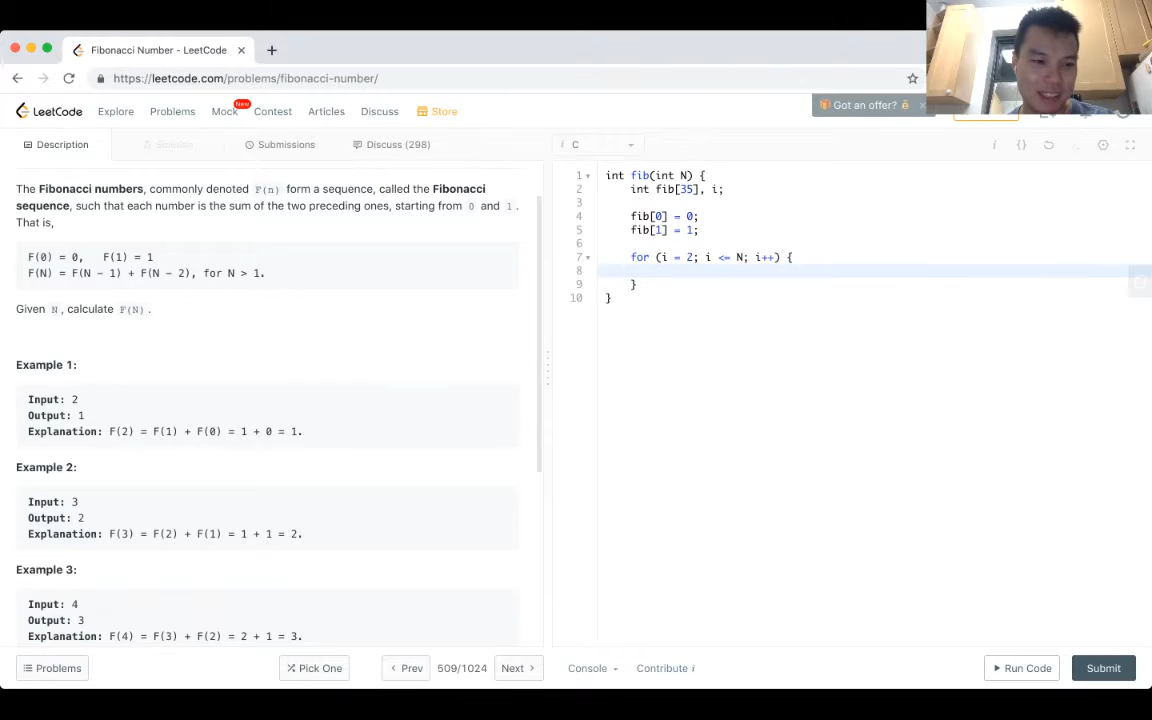 Fibonacci Number - LeetCode
https://leetcode.com/problems/fibonacci-number/
LeetCode Explore Problems Mock New Contest Articles Discuss Store
Got an offer?
Description Solution Submissions Discuss (298)
i C
The Fibonacci numbers, commonly denoted F(n) form a sequence, called the Fibonacci
sequence, such that each number is the sum of the two preceding ones, starting from 0 and 1.
That is,
F(0) = 0, F(1) = 1
F(N) = F(N - 1) + F(N - 2), for N > 1.
Given N, calculate F(N).
Example 1:
Input: 2
Output: 1
Explanation: F(2) = F(1) + F(0) = 1 + 0 = 1.
Example 2:
Input: 3
Output: 2
Explanation: F(3) = F(2) + F(1) = 1 + 1 = 2.
Example 3:
Input: 4
Output: 3
Explanation: F(4) = F(3) + F(2) = 2 + 1 = 3.
1 int fib(int N) {
2 int fib[35], i;
3
4 fib[0] = 0;
5 fib[1] = 1;
6
7 for (i = 2; i <= N; i++) {
8
9 }
10 }
Problems Pick One < Prev 509/1024 Next > Console Contribute i Run Code Submit